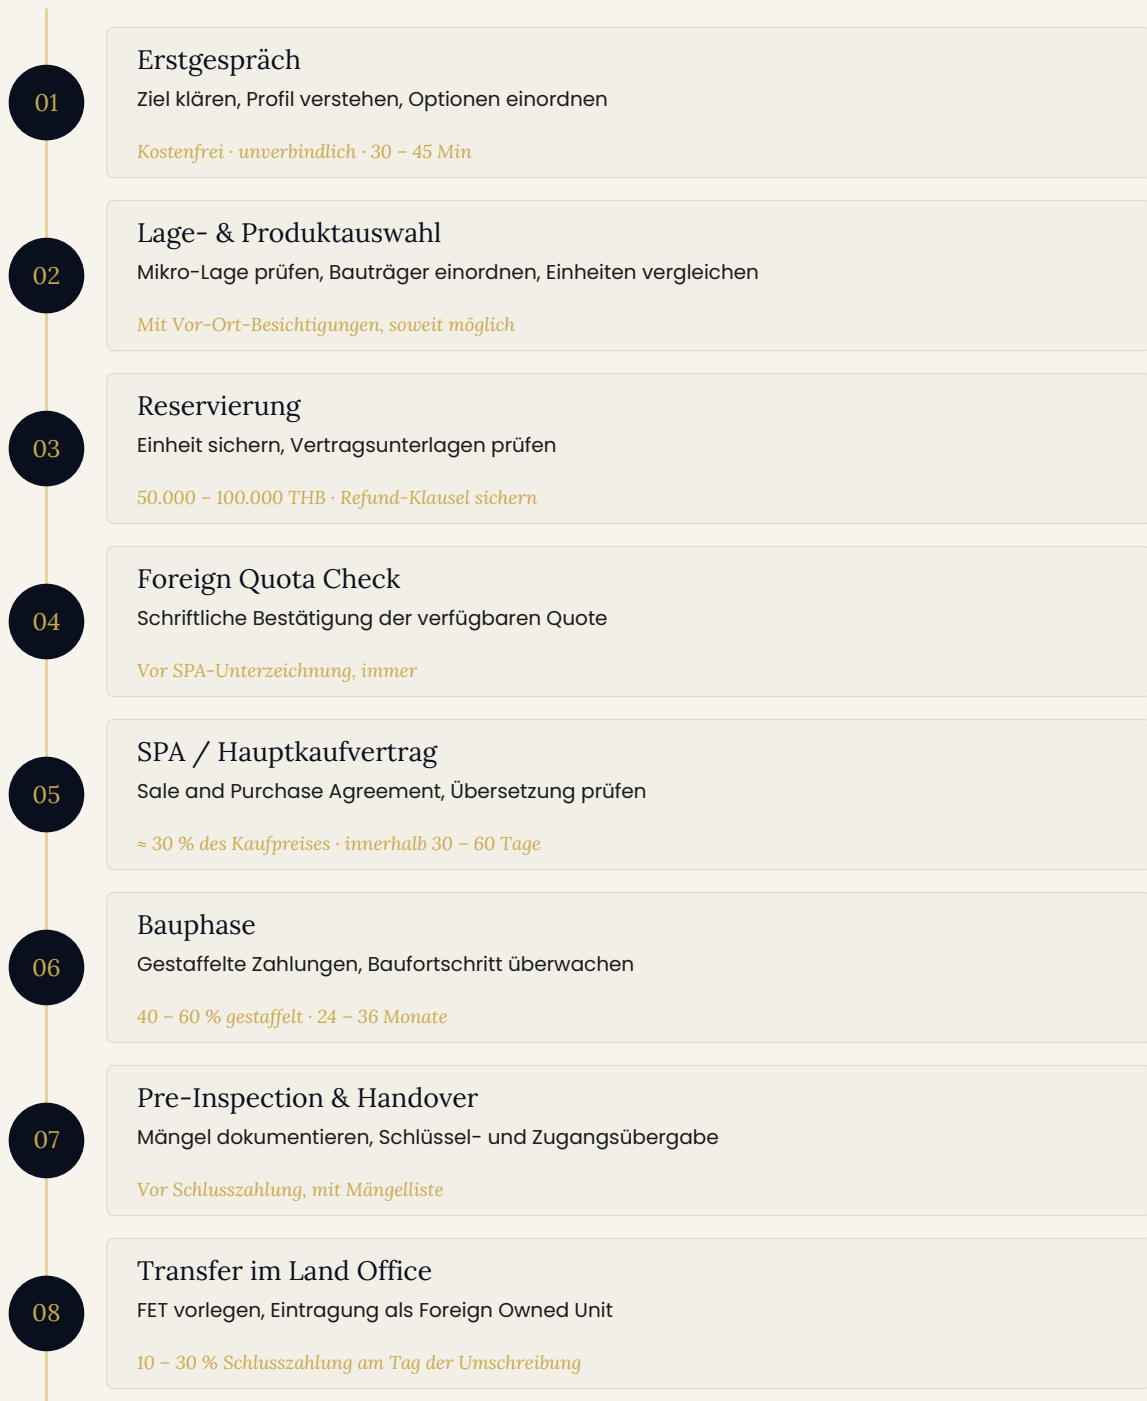 01
Erstgespräch
Ziel klären, Profil verstehen, Optionen einordnen
Kostenfrei · unverbindlich · 30 – 45 Min
02
Lage- & Produktauswahl
Mikro-Lage prüfen, Bauträger einordnen, Einheiten vergleichen
Mit Vor-Ort-Besichtigungen, soweit möglich
03
Reservierung
Einheit sichern, Vertragsunterlagen prüfen
50.000 – 100.000 THB · Refund-Klausel sichern
04
Foreign Quota Check
Schriftliche Bestätigung der verfügbaren Quote
Vor SPA-Unterzeichnung, immer
05
SPA / Hauptkaufvertrag
Sale and Purchase Agreement, Übersetzung prüfen
≈ 30 % des Kaufpreises · innerhalb 30 – 60 Tage
06
Bauphase
Gestaffelte Zahlungen, Baufortschritt überwachen
40 – 60 % gestaffelt · 24 – 36 Monate
07
Pre-Inspection & Handover
Mängel dokumentieren, Schlüssel- und Zugangsübergabe
Vor Schlusszahlung, mit Mängelliste
08
Transfer im Land Office
FET vorlegen, Eintragung als Foreign Owned Unit
10 – 30 % Schlusszahlung am Tag der Umschreibung